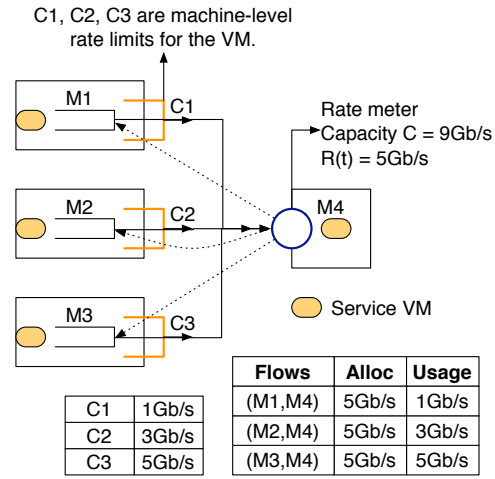 C1, C2, C3 are machine-level
rate limits for the VM.
M1
C1
Rate meter
Capacity C = 9Gb/s
R(t) = 5Gb/s
M2
C2
M4
M3
C3
Service VM
C1 1Gb/s
C2 3Gb/s
C3 5Gb/s
Flows Alloc Usage
(M1,M4) 5Gb/s 1Gb/s
(M2,M4) 5Gb/s 3Gb/s
(M3,M4) 5Gb/s 5Gb/s